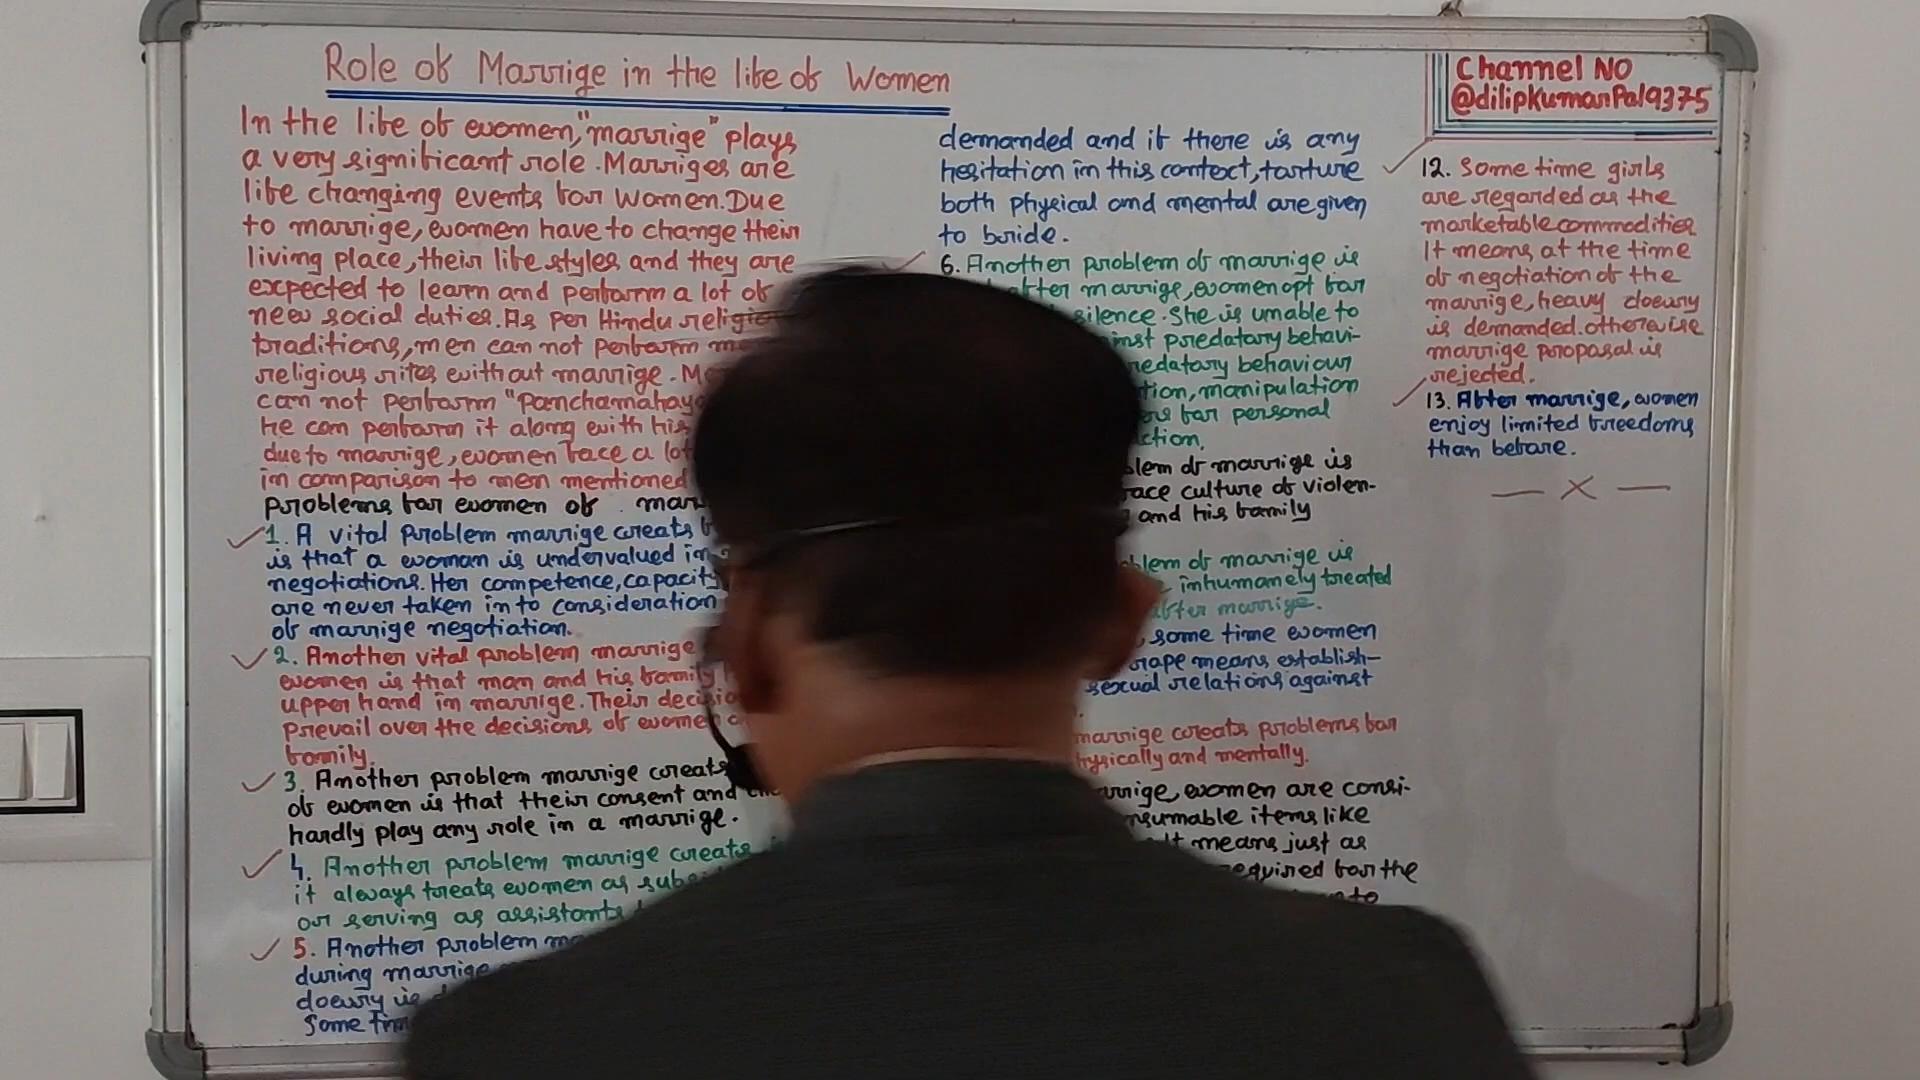 Role of Marrige in the life of Women
In the life of women, "marrige" plays
a very significant role. Marriges are
life changing events for women. Due
to marrige, women have to change their
living place, their life styles and they are
expected to learn and perform a lot of
new social duties. As per Hindu religio
traditions, men can not perform
religious rites without marrige.
can not perform "Panchamahay
he can perform it along with his
due to marrige, women face a lot
in comparison to men mentioned
problems for women of mar
1. A vital problem marrige creats
is that a woman is undervalued in
negotiations. Her competence, capacity
are never taken in to consideration
of marrige negotiation.
2. Another vital problem marrige
women is that man and his family
upper hand in marrige. Their decisio
prevail over the decisions of women
family.
3. Another problem marrige creats
of women is that their consent and
hardly play any role in a marrige.
4. Another problem marrige creats
it always treats women as subs
or serving as assistants
5. Another problem
during marrige
dowry is
Some tim
demanded and if there is any
hesitation in this context, torture
both physical and mental are given
to bride.
6. Another problem of marrige is
after marrige, women opt for
silence. She is unable to
inst predatory behavi-
redatory behaviour
tion, manipulation
for personal
ction.
blem of marrige is
face culture of violen-
and his family
blem of marrige is
inhumanely treated
after marrige.
, some time women
rape means establish-
sexual relations against
marrige creats problems for
hysically and mentally.
arrige, women are consi-
nsumable items like
It means just as
equired for the
to
Channel NO
@dilipkumarPal9375
12. Some time girls
are regarded as the
marketable commodities
It means at the time
of negotiation of the
marrige, heavy dowry
is demanded. otherwise
marrige proposal is
rejected.
13. After marrige, women
enjoy limited freedoms
than before.